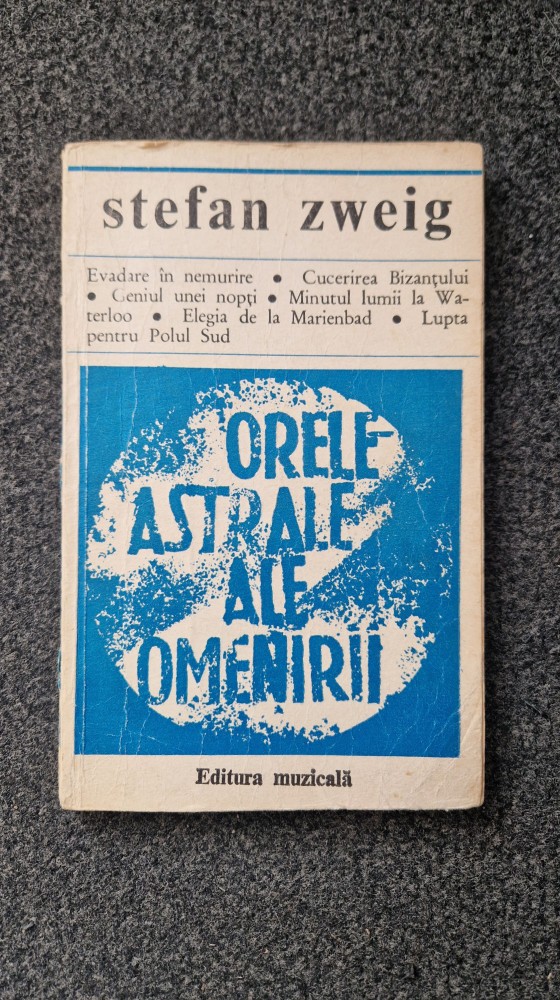 stefan zweig
Evadare în nemurire • Cucerirea Bizanțului
• Geniul unei nopți • Minutul lumii la Wa-
terloo • Elegia de la Marienbad • Lupta
pentru Polul Sud
ORELE
ASTRALE
ALE
OMENIRII
Editura muzicală